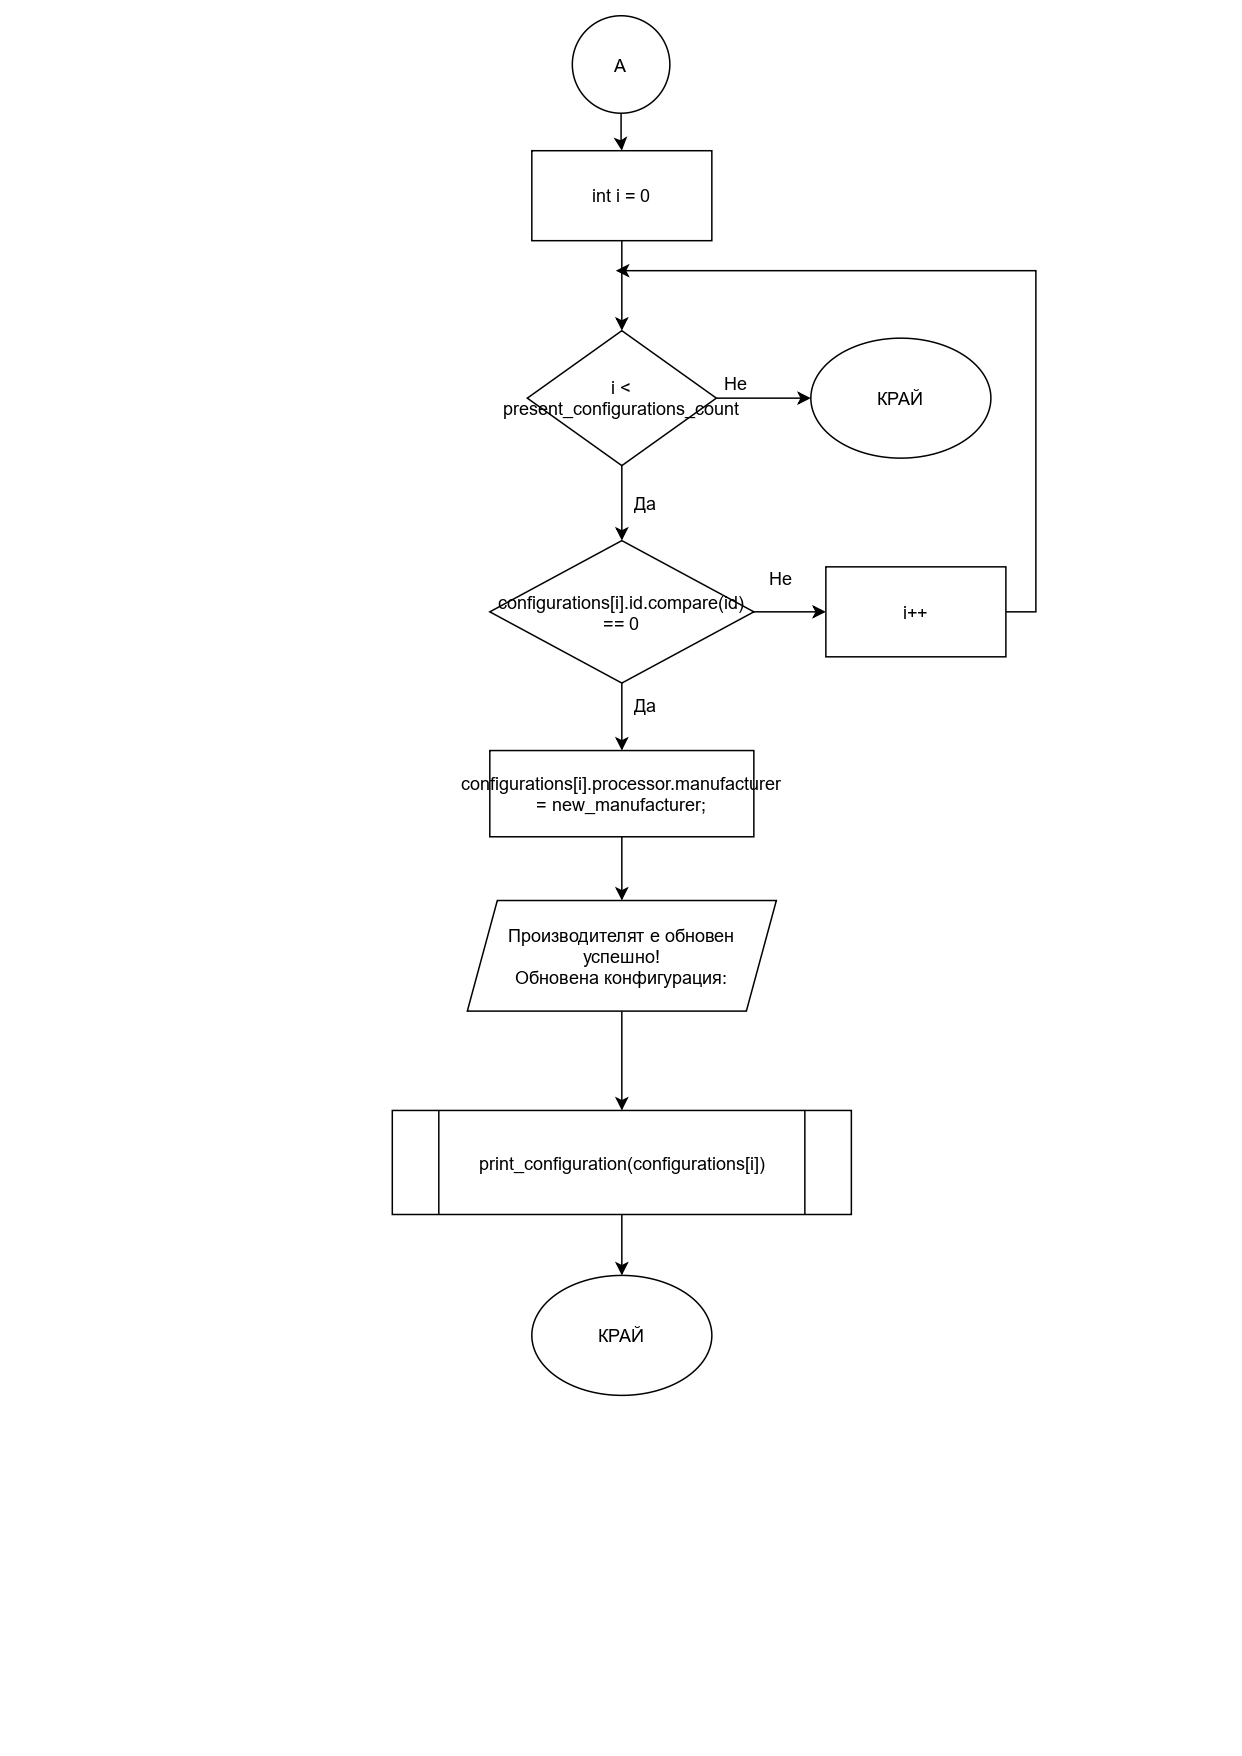 А
int i = 0
i <
present_configurations_count
Не
КРАЙ
Да
configurations[i].id.compare(id)
== 0
Не
i++
Да
configurations[i].processor.manufacturer
= new_manufacturer;
Производителят е обновен
успешно!
Обновена конфигурация:
print_configuration(configurations[i])
КРАЙ